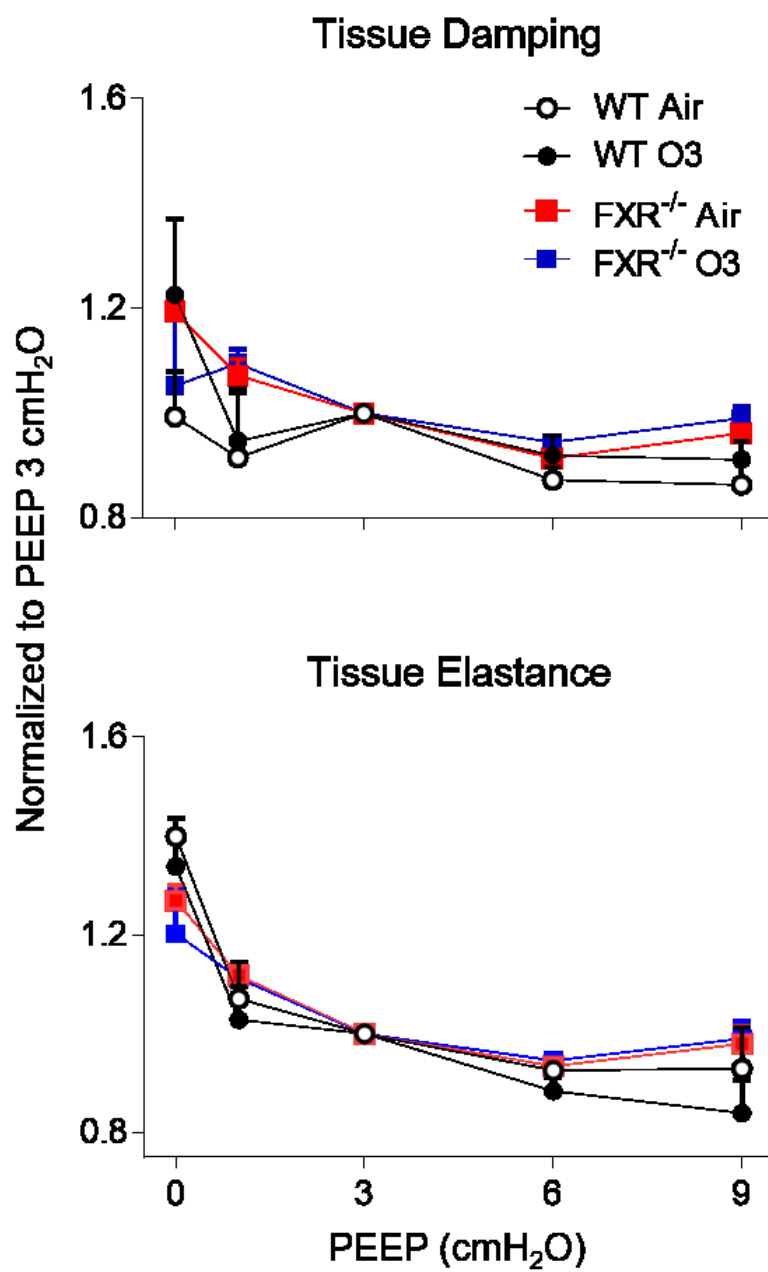 Tissue Damping
1.6
1.2
0.8
WT Air
WT O3
FXR-/- Air
FXR-/- O3
Normalized to PEEP 3 cmH2O
Tissue Elastance
1.6
1.2
0.8
0 3 6 9
PEEP (cmH2O)